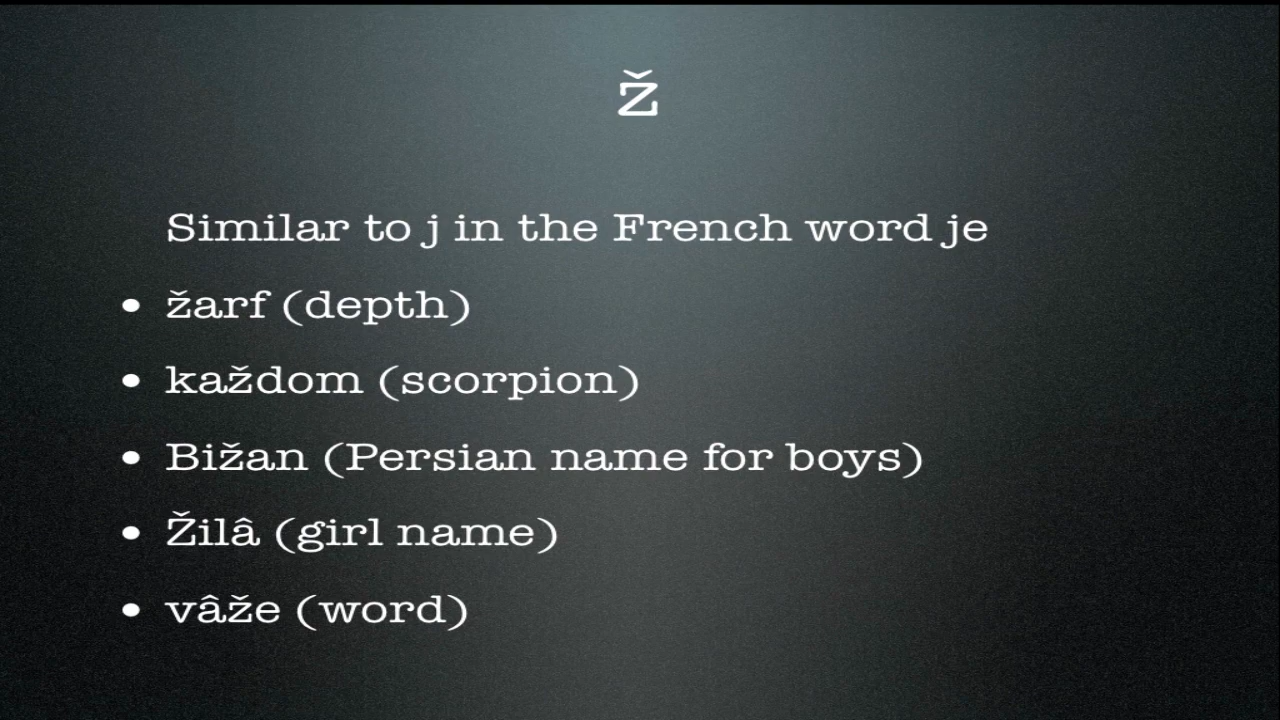 ž
Similar to j in the French word je
• žarf (depth)
• každom (scorpion)
• Bižan (Persian name for boys)
• Žilâ (girl name)
• vâže (word)